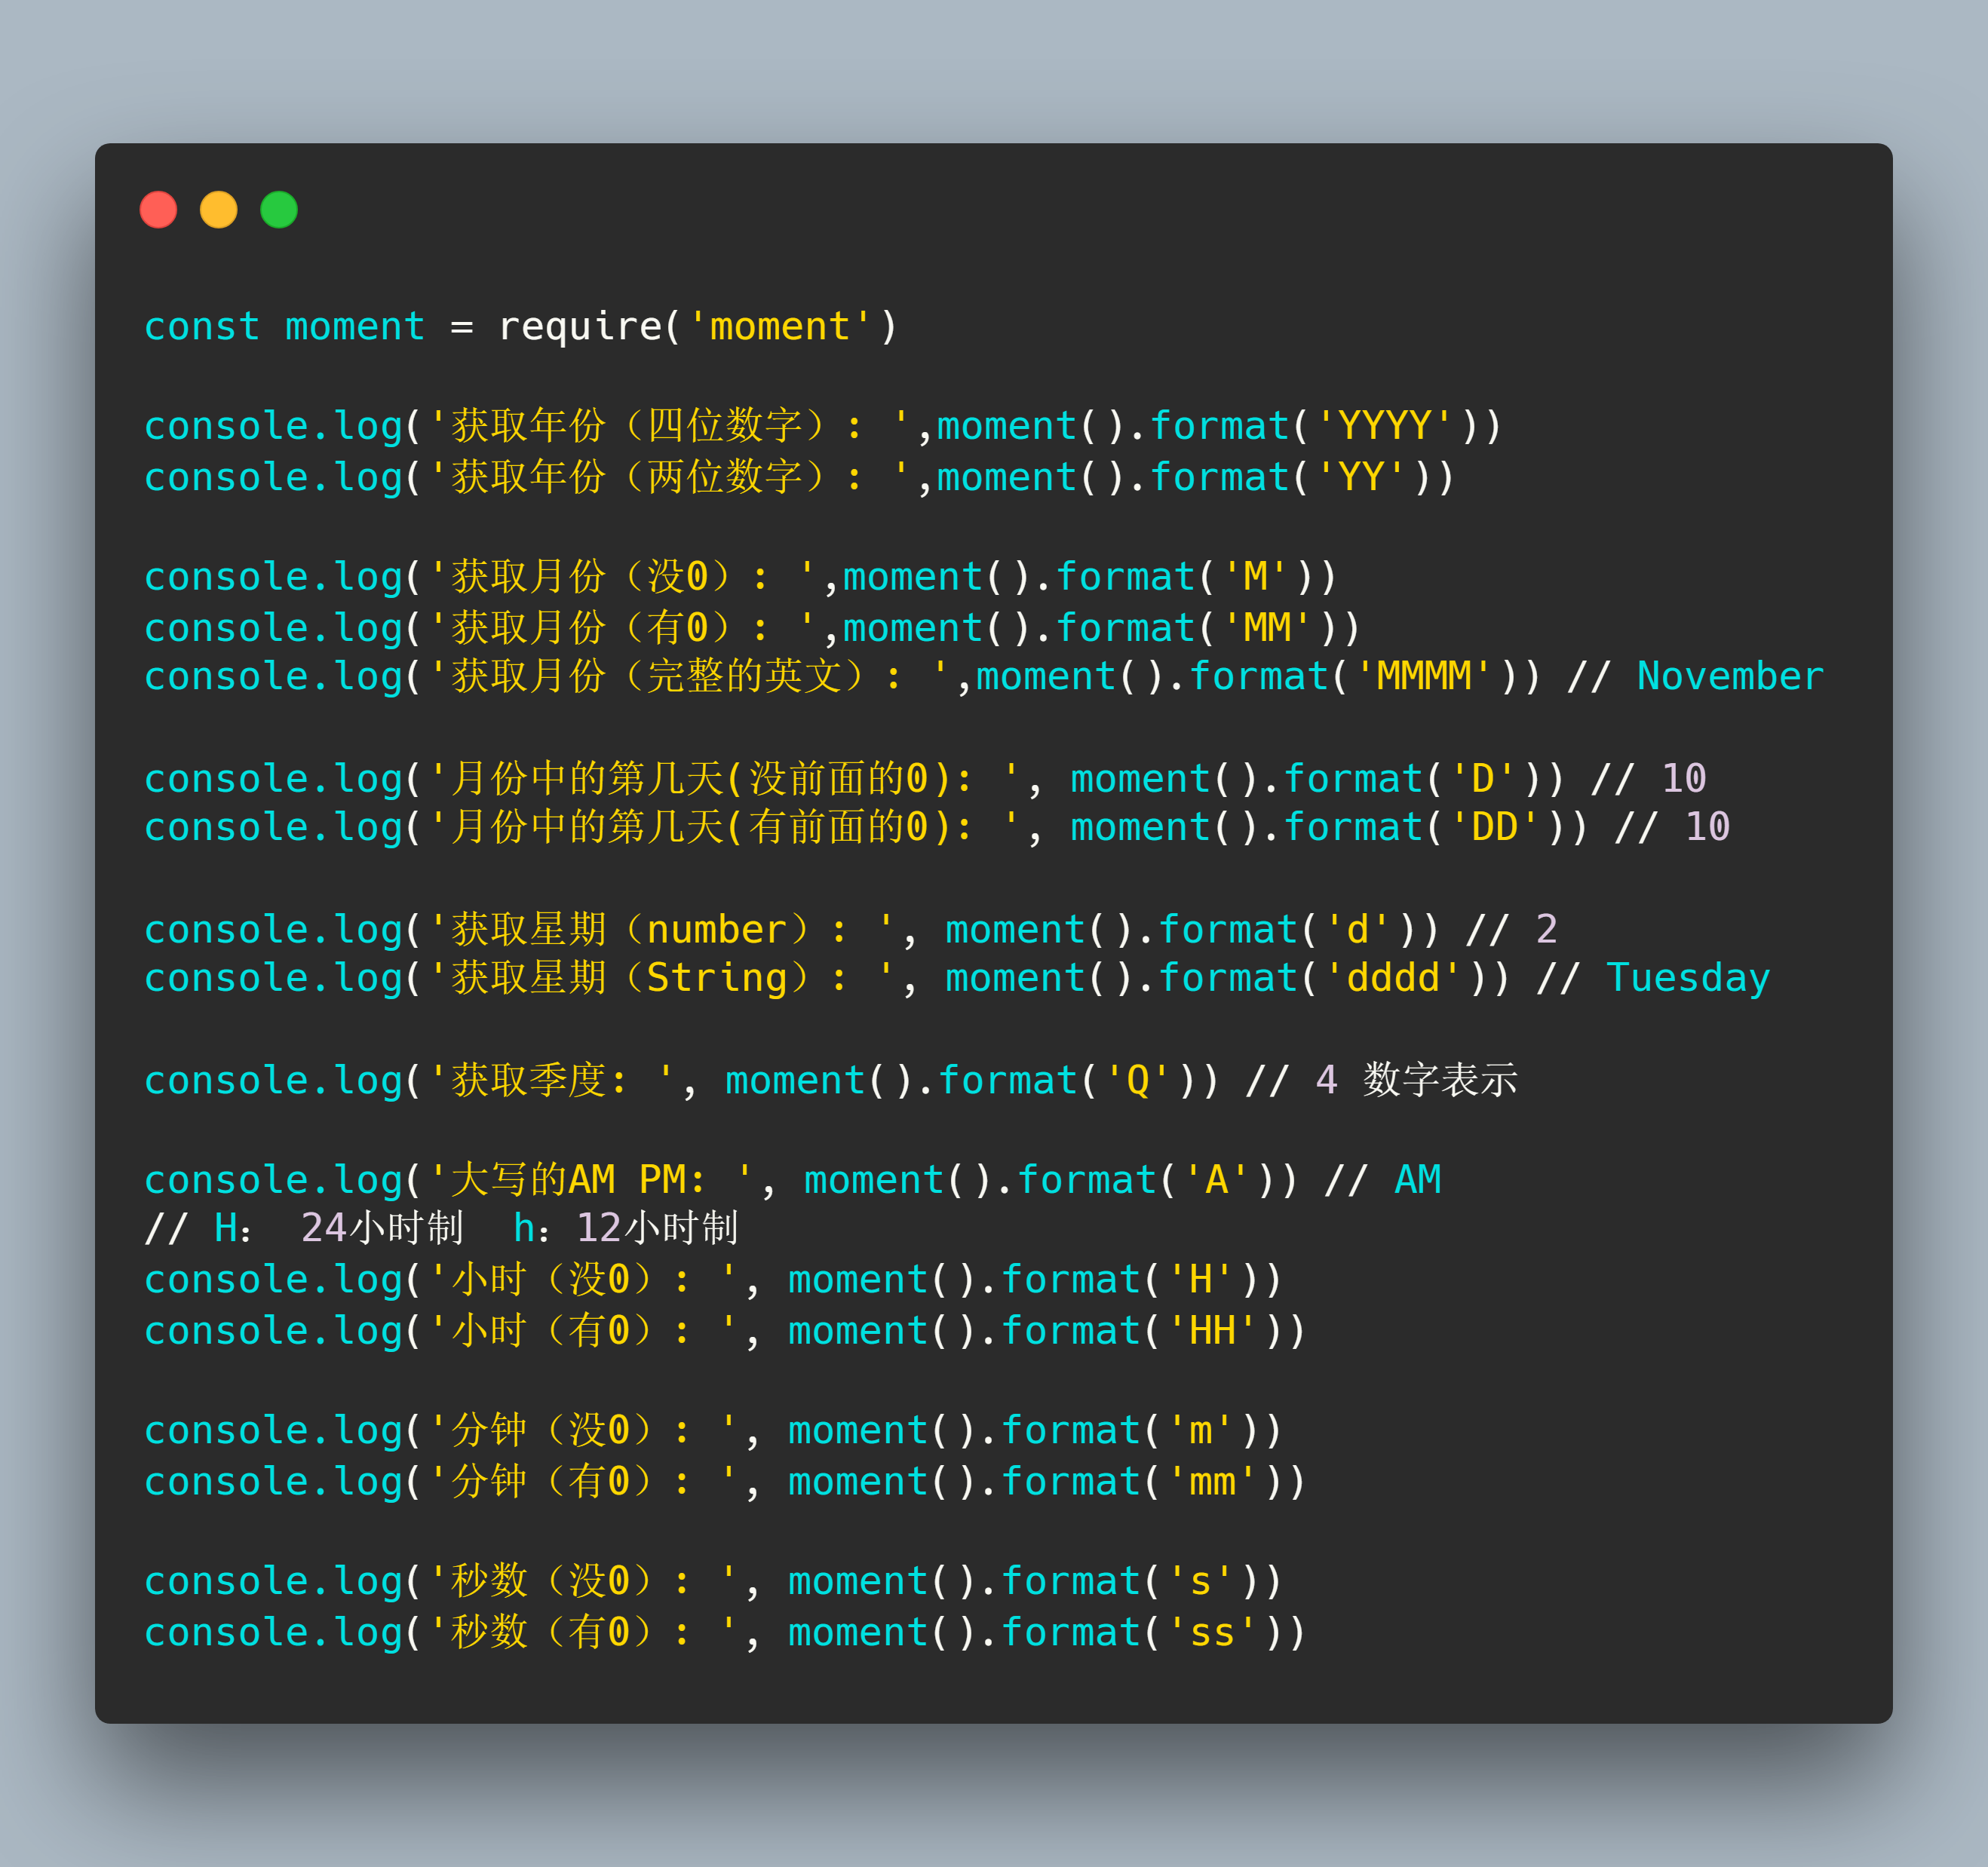 const moment = require('moment')
console.log('获取年份（四位数字）: ',moment().format('YYYY'))
console.log('获取年份（两位数字）: ',moment().format('YY'))
console.log('获取月份（没0）: ',moment().format('M'))
console.log('获取月份（有0）: ',moment().format('MM'))
console.log('获取月份（完整的英文）: ',moment().format('MMMM')) // November
console.log('月份中的第几天(没前面的0): ', moment().format('D')) // 10
console.log('月份中的第几天(有前面的0): ', moment().format('DD')) // 10
console.log('获取星期（number）: ', moment().format('d')) // 2
console.log('获取星期（String）: ', moment().format('dddd')) // Tuesday
console.log('获取季度: ', moment().format('Q')) // 4 数字表示
console.log('大写的AM PM: ', moment().format('A')) // AM
// H： 24小时制  h：12小时制
console.log('小时（没0）: ', moment().format('H'))
console.log('小时（有0）: ', moment().format('HH'))
console.log('分钟（没0）: ', moment().format('m'))
console.log('分钟（有0）: ', moment().format('mm'))
console.log('秒数（没0）: ', moment().format('s'))
console.log('秒数（有0）: ', moment().format('ss'))